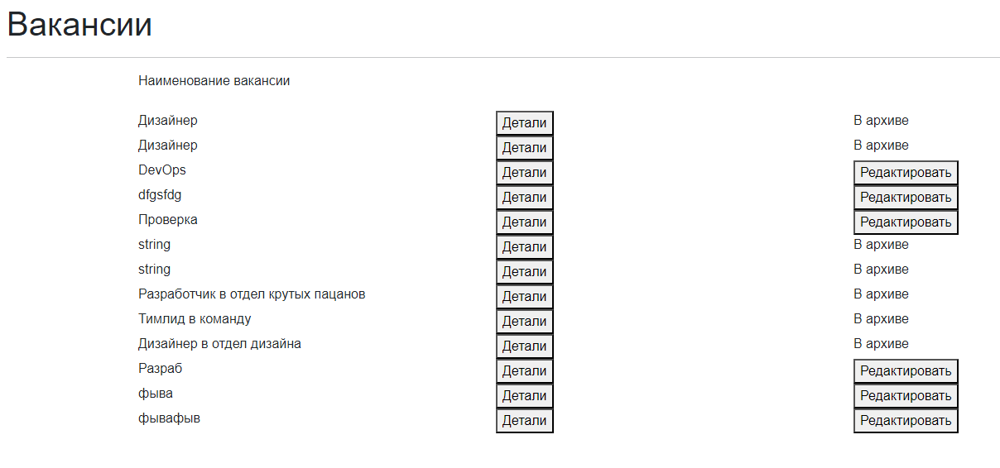 Вакансии
Наименование вакансии
Дизайнер Детали В архиве
Дизайнер Детали В архиве
DevOps Детали Редактировать
dfgsfdg Детали Редактировать
Проверка Детали Редактировать
string Детали В архиве
string Детали В архиве
Разработчик в отдел крутых пацанов Детали В архиве
Тимлид в команду Детали В архиве
Дизайнер в отдел дизайна Детали В архиве
Разраб Детали Редактировать
фыва Детали Редактировать
фывафыв Детали Редактировать